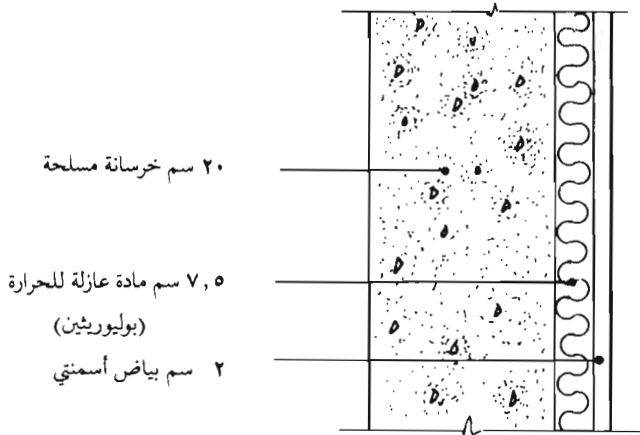 ٢٠ سم خرسانة مسلحة
٧,٥ سم مادة عازلة للحرارة
(بوليوريثين)
٢ سم بياض أسمنتي